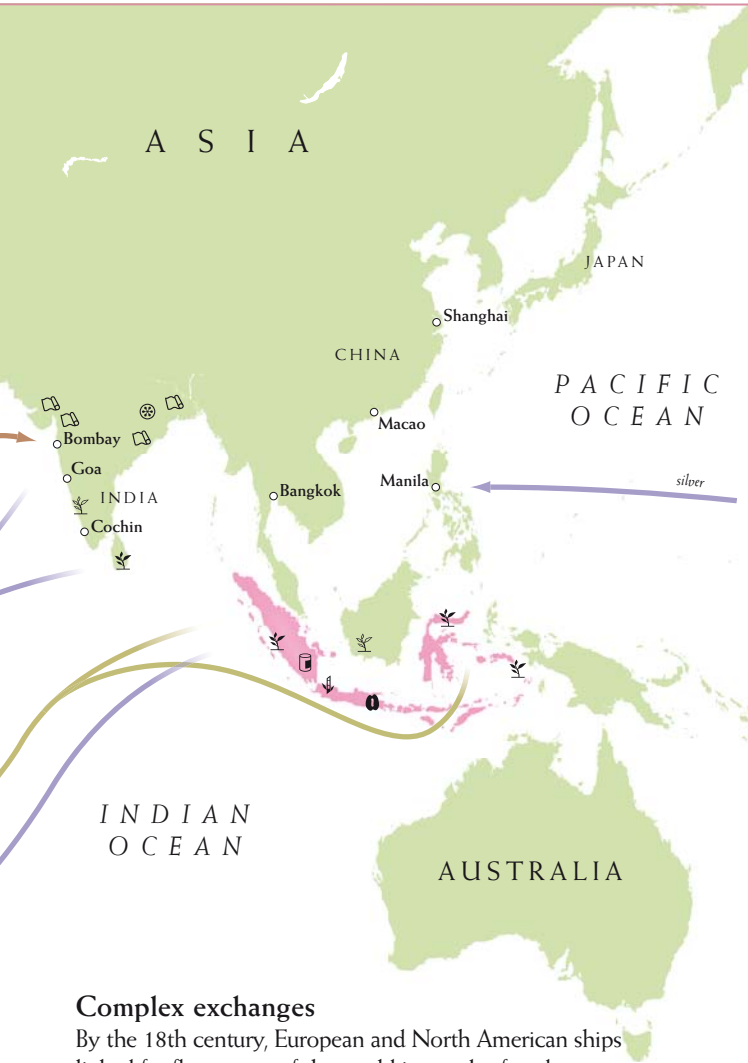 A S I A
JAPAN
Shanghai
CHINA
PACIFIC
OCEAN
Macao
Bombay
Goa
INDIA
Bangkok
Manila
silver
Cochin
INDIAN
OCEAN
AUSTRALIA
Complex exchanges
By the 18th century, European and North American ships